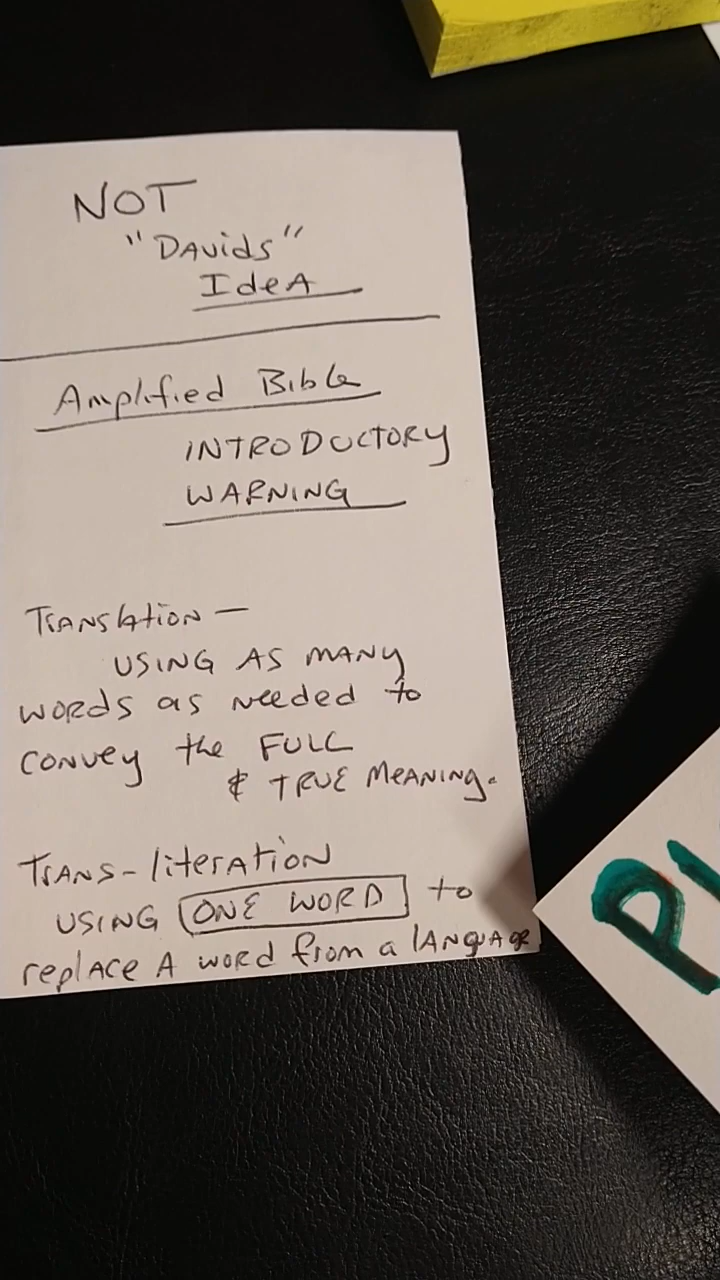 NOT
"DAVids"
IdeA
Amplified Bible
INTRODUCTORY
WARNING
TRANSlation —
USING AS MANY
WORDS as needed to
CONVEY the FULL
& TRUE MEANING.
TRANS-literATION
USING ONE WORD to
replACE A WORD from a lANGUAGE
PI